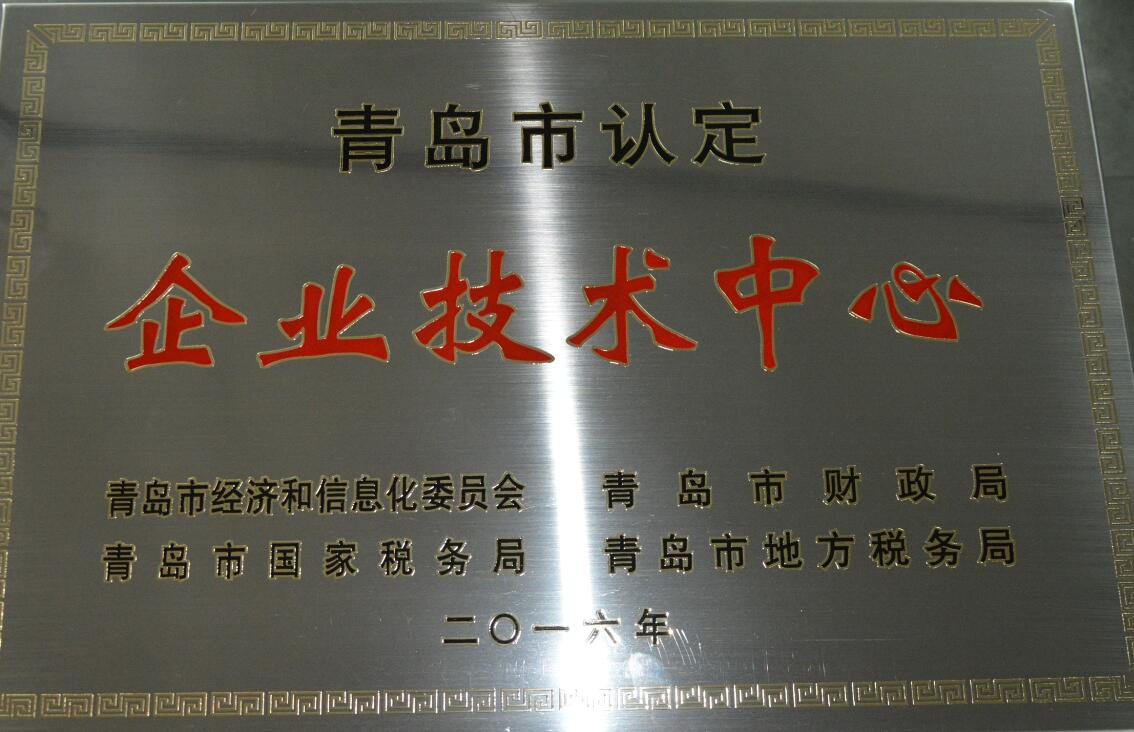 青岛市认定
企业技术中心
青岛市经济和信息化委员会 青岛市财政局
青岛市国家税务局 青岛市地方税务局
二〇一六年